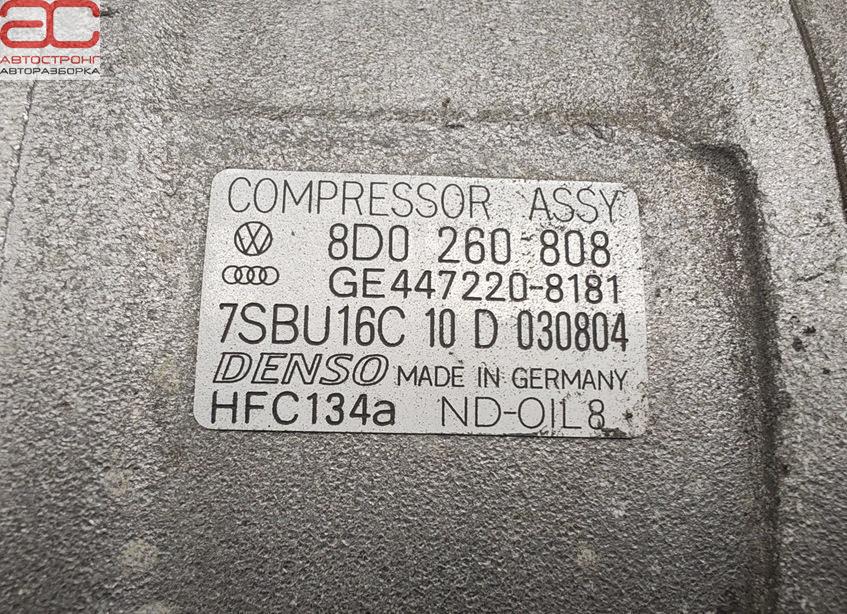 АС
АВТОСТРОНГ
АВТОРАЗБОРКА
COMPRESSOR ASSY
8D0 260 808
GE447220-8181
7SBU16C 10 D 030804
DENSO MADE IN GERMANY
HFC134a ND-OIL8